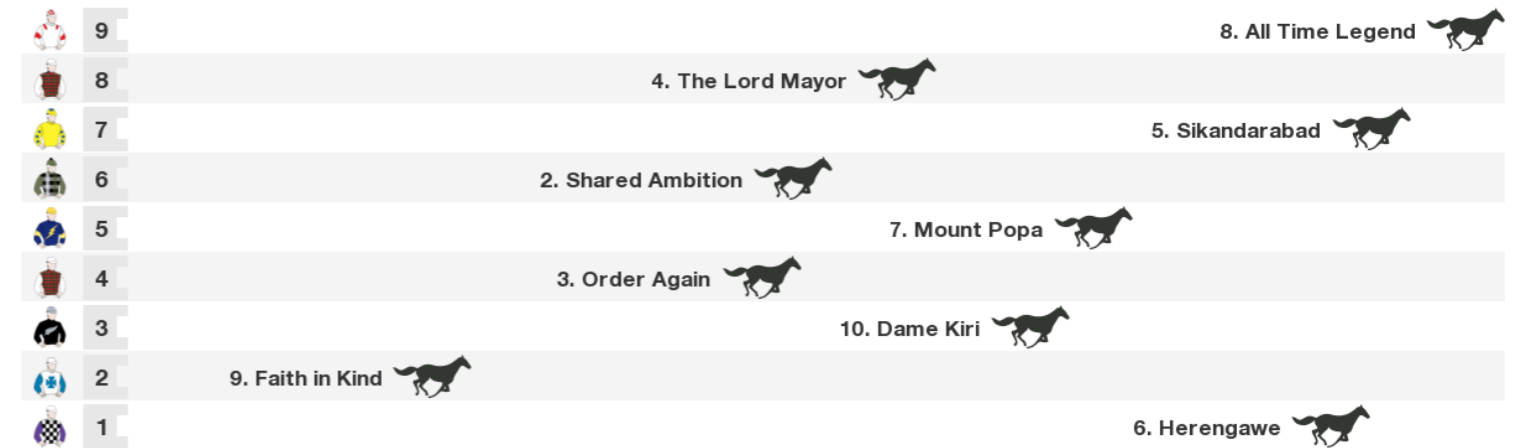 9 8. All Time Legend
8 4. The Lord Mayor
7 5. Sikandarabad
6 2. Shared Ambition
5 7. Mount Popa
4 3. Order Again
3 10. Dame Kiri
2 9. Faith in Kind
1 6. Herengawe